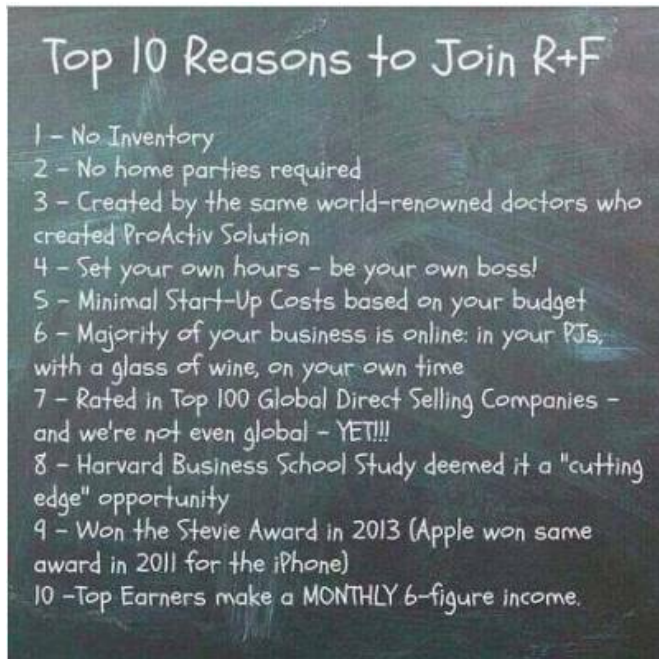 Top 10 Reasons to Join R+F
1 - No Inventory
2 - No home parties required
3 - Created by the same world-renowned doctors who
created ProActiv Solution
4 - Set your own hours - be your own boss!
5 - Minimal Start-Up Costs based on your budget
6 - Majority of your business is online: in your PJs,
with a glass of wine, on your own time
7 - Rated in Top 100 Global Direct Selling Companies -
and we're not even global - YET!!!
8 - Harvard Business School Study deemed it a "cutting
edge" opportunity
9 - Won the Stevie Award in 2013 (Apple won same
award in 2011 for the iPhone)
10 -Top Earners make a MONTHLY 6-figure income.